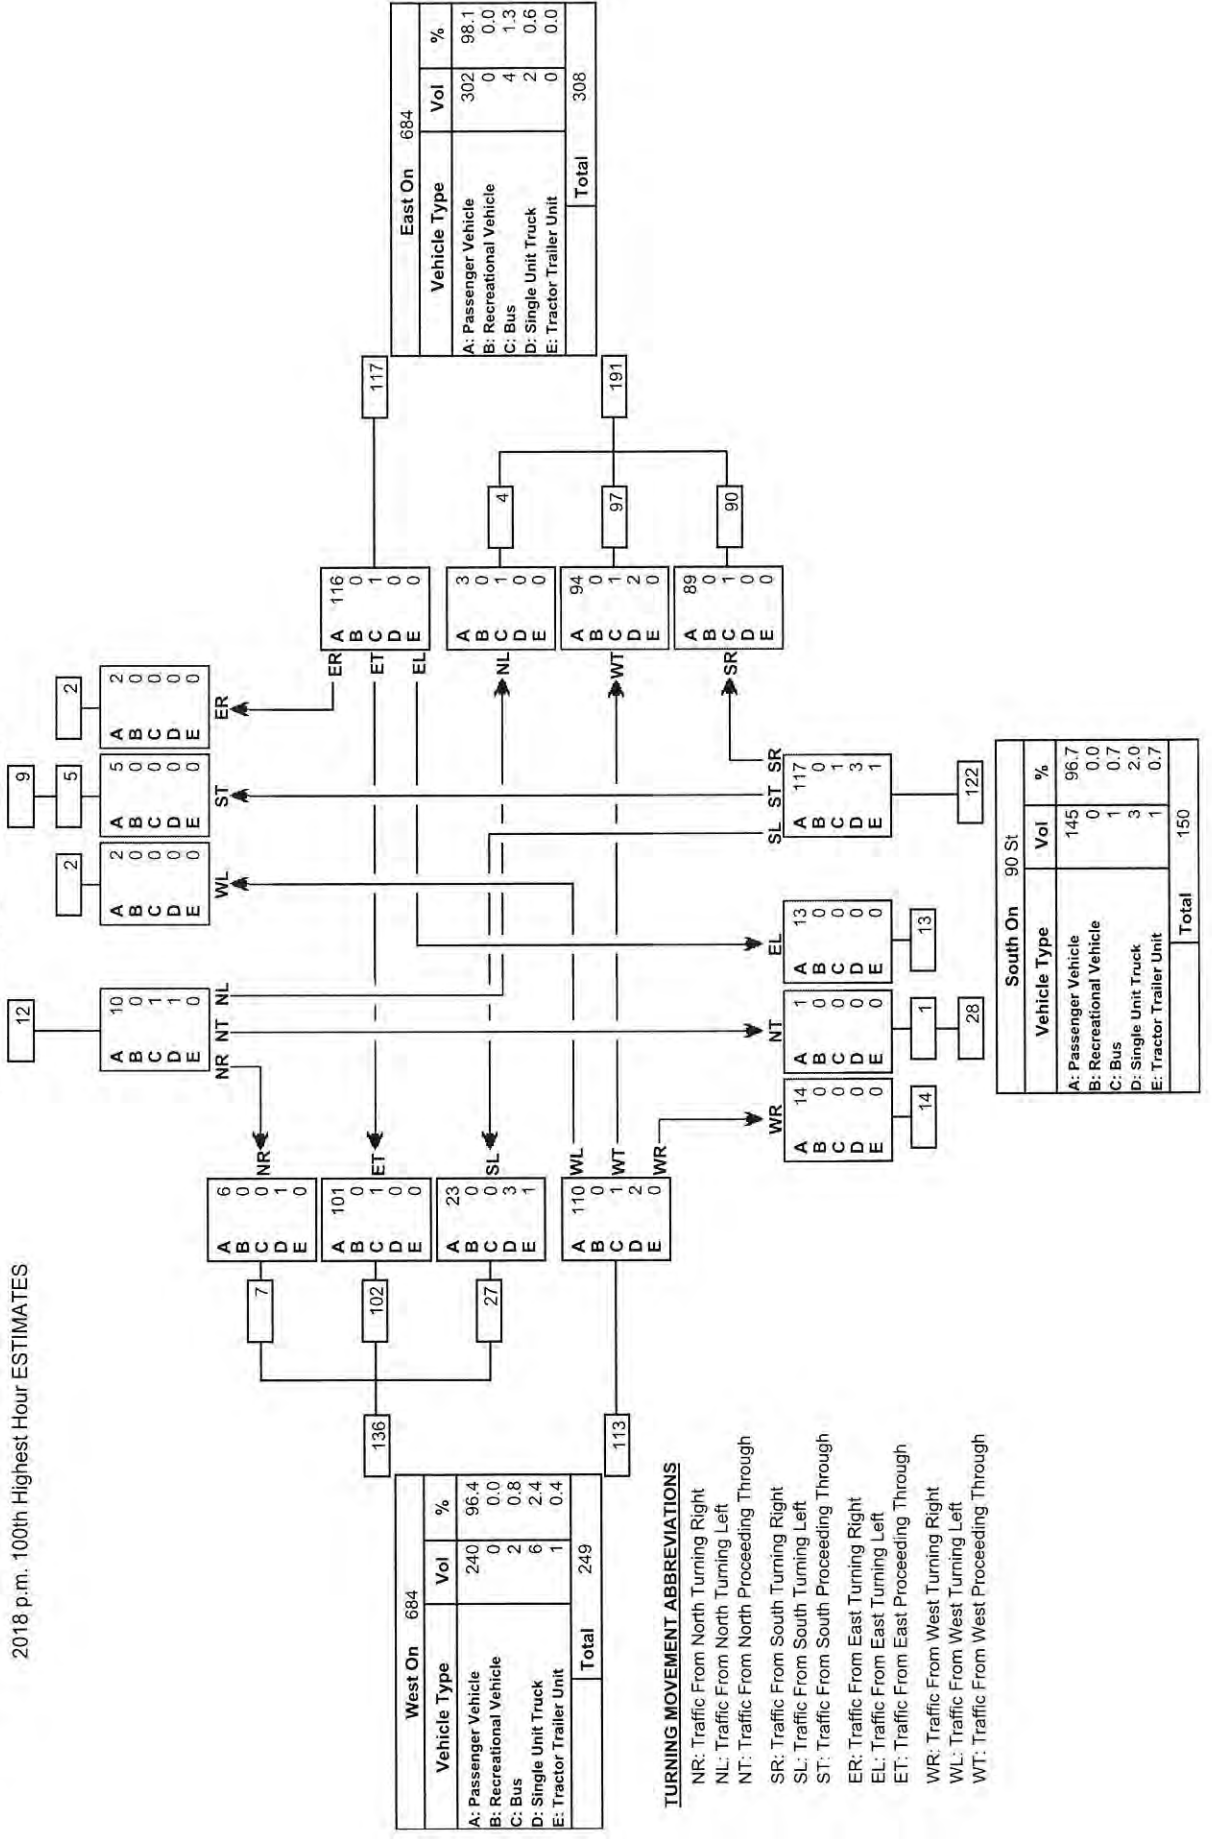 2018 p.m. 100th Highest Hour ESTIMATES
12
A 10
B 0
C 1
D 1
E 0
NR NT NL
9
2
A 2
B 0
C 0
D 0
E 0
WL
5
A 5
B 0
C 0
D 0
E 0
ST
2
A 2
B 0
C 0
D 0
E 0
ER
West On 684
Vehicle Type Vol %
A: Passenger Vehicle 240 96.4
B: Recreational Vehicle 0 0.0
C: Bus 2 0.8
D: Single Unit Truck 6 2.4
E: Tractor Trailer Unit 1 0.4
Total 249
136
7
A 6
B 0
C 0
D 1
E 0
NR
102
A 101
B 0
C 1
D 0
E 0
ET
27
A 23
B 0
C 0
D 3
E 1
SL
113
A 110
B 0
C 1
D 2
E 0
WL
WT
WR
ER
ET
EL
A 116
B 0
C 1
D 0
E 0
117
NL
A 3
B 0
C 1
D 0
E 0
4
WT
A 94
B 0
C 1
D 2
E 0
97
SR
A 89
B 0
C 1
D 0
E 0
90
191
East On 684
Vehicle Type Vol %
A: Passenger Vehicle 302 98.1
B: Recreational Vehicle 0 0.0
C: Bus 4 1.3
D: Single Unit Truck 2 0.6
E: Tractor Trailer Unit 0 0.0
Total 308
WR
A 14
B 0
C 0
D 0
E 0
14
NT
A 1
B 0
C 0
D 0
E 0
1
EL
A 13
B 0
C 0
D 0
E 0
13
28
SL ST SR
A 117
B 0
C 1
D 3
E 1
122
South On 90 St
Vehicle Type Vol %
A: Passenger Vehicle 145 96.7
B: Recreational Vehicle 0 0.0
C: Bus 1 0.7
D: Single Unit Truck 3 2.0
E: Tractor Trailer Unit 1 0.7
Total 150
TURNING MOVEMENT ABBREVIATIONS
NR: Traffic From North Turning Right
NL: Traffic From North Turning Left
NT: Traffic From North Proceeding Through
SR: Traffic From South Turning Right
SL: Traffic From South Turning Left
ST: Traffic From South Proceeding Through
ER: Traffic From East Turning Right
EL: Traffic From East Turning Left
ET: Traffic From East Proceeding Through
WR: Traffic From West Turning Right
WL: Traffic From West Turning Left
WT: Traffic From West Proceeding Through